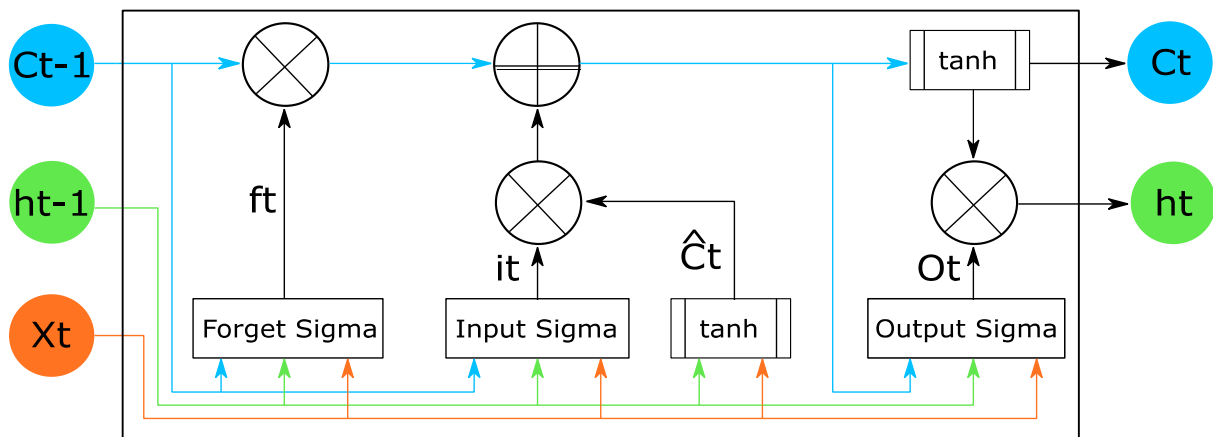 Ct-1
tanh
Ct
ht-1
ft
ht
it
Ĉt
Ot
Xt
Forget Sigma
Input Sigma
tanh
Output Sigma